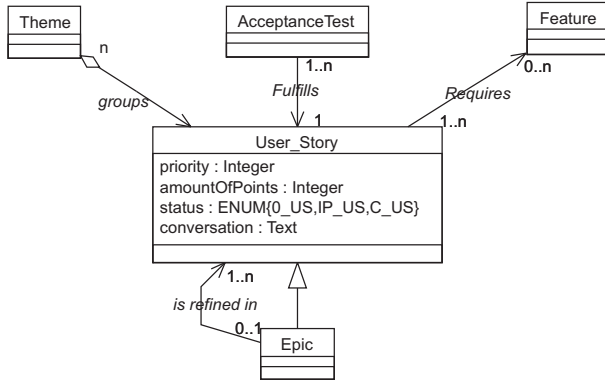 Theme
AcceptanceTest
Feature
n
1..n
0..n
groups
Fulfills
Requires
1
1..n
User_Story
priority : Integer
amountOfPoints : Integer
status : ENUM{0_US,IP_US,C_US}
conversation : Text
1..n
is refined in
0..1
Epic